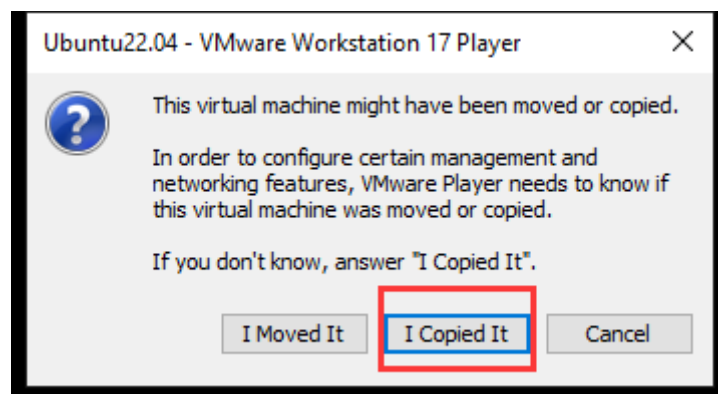 Ubuntu22.04 - VMware Workstation 17 Player
This virtual machine might have been moved or copied.
In order to configure certain management and
networking features, VMware Player needs to know if
this virtual machine was moved or copied.
If you don't know, answer "I Copied It".
I Moved It
I Copied It
Cancel